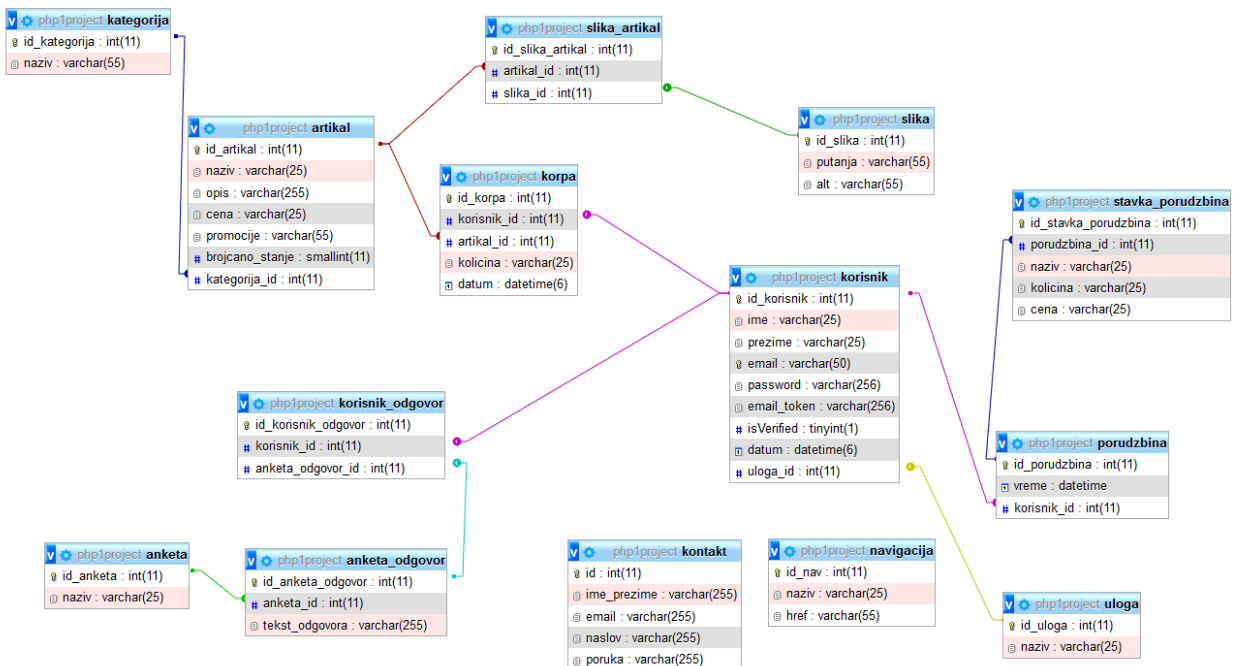 php1project kategorija
id_kategorija : int(11)
naziv : varchar(55)
php1project slika_artikal
id_slika_artikal : int(11)
artikal_id : int(11)
slika_id : int(11)
php1project artikal
id_artikal : int(11)
naziv : varchar(25)
opis : varchar(255)
cena : varchar(25)
promocije : varchar(55)
brojcano_stanje : smallint(11)
kategorija_id : int(11)
php1project slika
id_slika : int(11)
putanja : varchar(55)
alt : varchar(55)
php1project korpa
id_korpa : int(11)
korisnik_id : int(11)
artikal_id : int(11)
kolicina : varchar(25)
datum : datetime(6)
php1project stavka_porudzbina
id_stavka_porudzbina : int(11)
porudzbina_id : int(11)
naziv : varchar(25)
kolicina : varchar(25)
cena : varchar(25)
php1project korisnik
id_korisnik : int(11)
ime : varchar(25)
prezime : varchar(25)
email : varchar(50)
password : varchar(256)
email_token : varchar(256)
isVerified : tinyint(1)
datum : datetime(6)
uloga_id : int(11)
php1project korisnik_odgovor
id_korisnik_odgovor : int(11)
korisnik_id : int(11)
anketa_odgovor_id : int(11)
php1project porudzbina
id_porudzbina : int(11)
vreme : datetime
korisnik_id : int(11)
php1project anketa
id_anketa : int(11)
naziv : varchar(25)
php1project anketa_odgovor
id_anketa_odgovor : int(11)
anketa_id : int(11)
tekst_odgovora : varchar(255)
php1project kontakt
id : int(11)
ime_prezime : varchar(255)
email : varchar(255)
naslov : varchar(255)
poruka : varchar(255)
php1project navigacija
id_nav : int(11)
naziv : varchar(25)
href : varchar(55)
php1project uloga
id_uloga : int(11)
naziv : varchar(25)